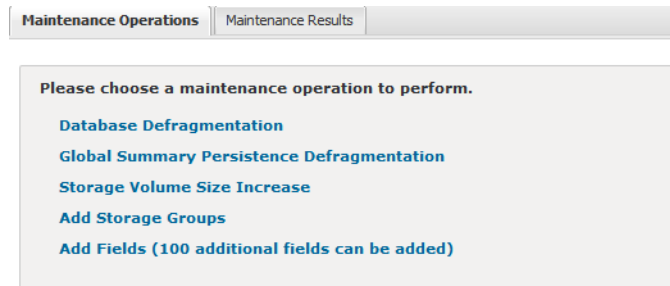 Maintenance Operations Maintenance Results
Please choose a maintenance operation to perform.
Database Defragmentation
Global Summary Persistence Defragmentation
Storage Volume Size Increase
Add Storage Groups
Add Fields (100 additional fields can be added)